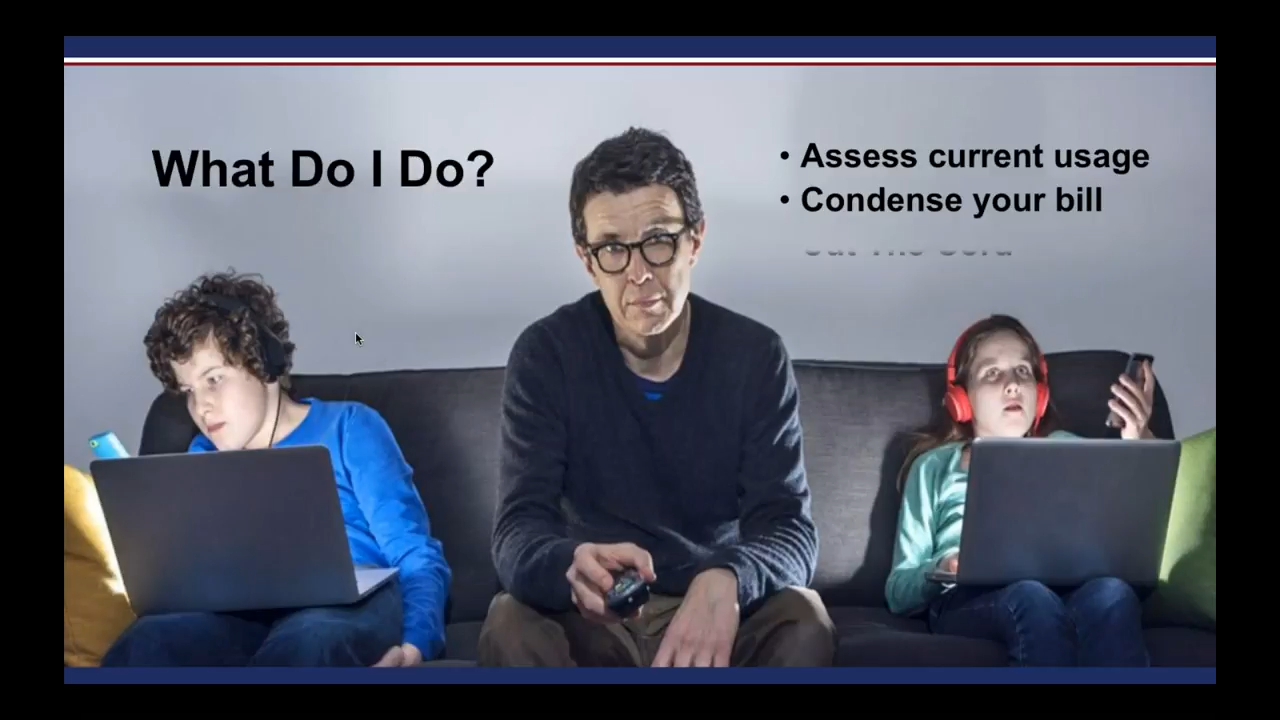 What Do I Do?
• Assess current usage
• Condense your bill